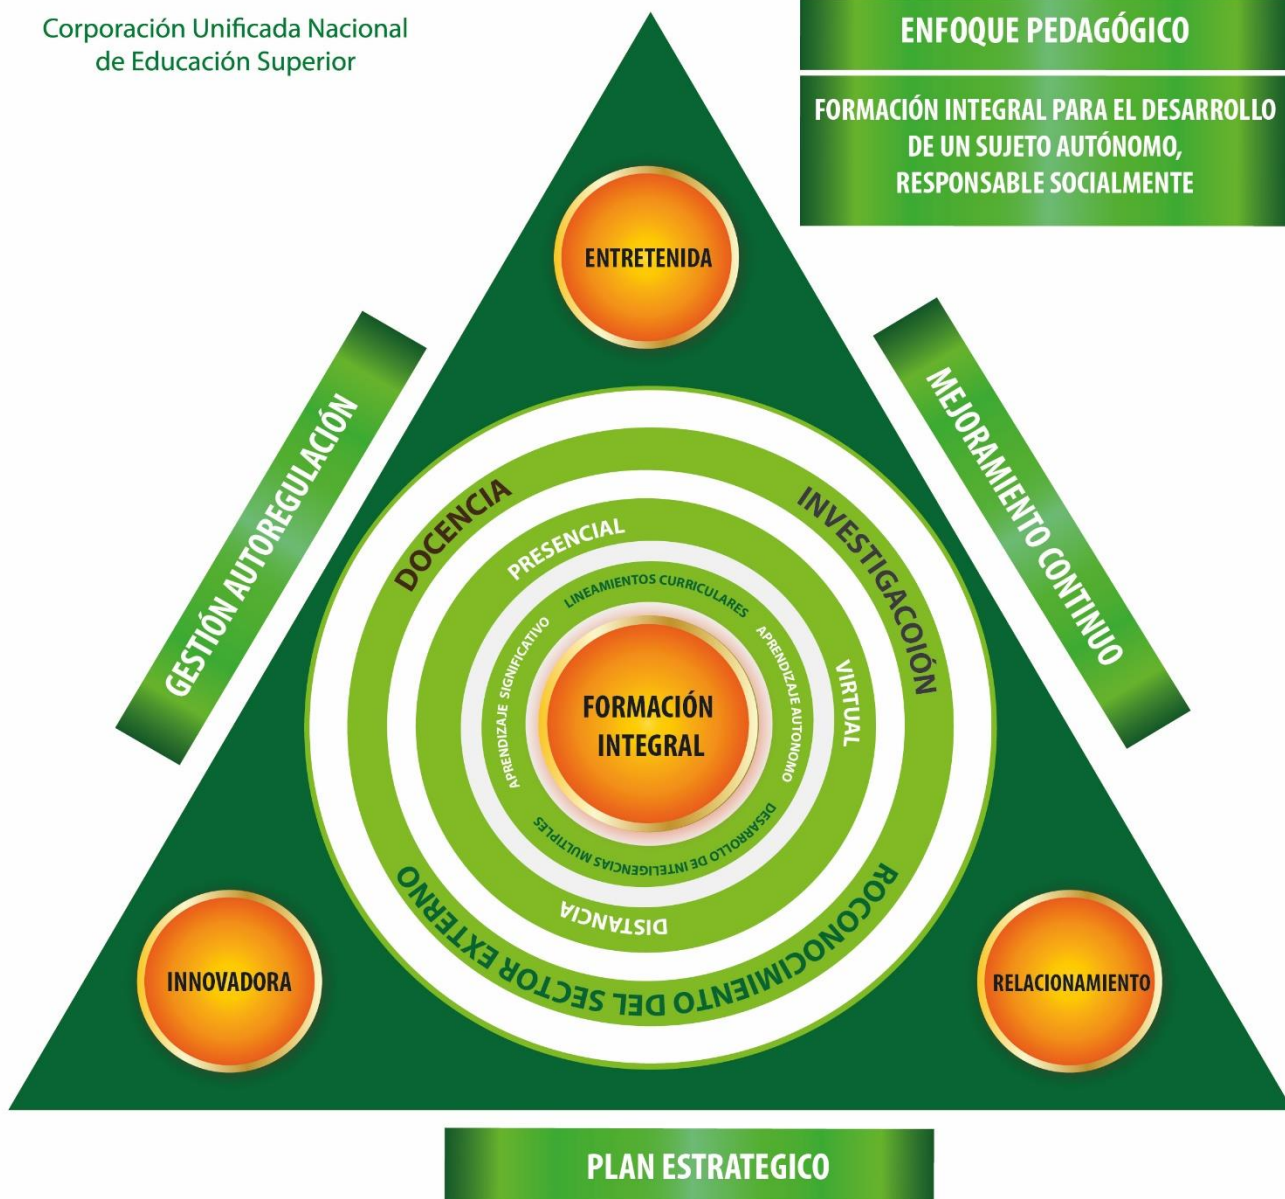 Corporación Unificada Nacional
de Educación Superior
ENFOQUE PEDAGÓGICO
FORMACIÓN INTEGRAL PARA EL DESARROLLO
DE UN SUJETO AUTÓNOMO,
RESPONSABLE SOCIALMENTE
ENTRETENIDA
GESTIÓN AUTOREGULACIÓN
MEJORAMIENTO CONTINUO
DOCENCIA
INVESTIGACOIÓN
ROCONOCIMIENTO DEL SECTOR EXTERNO
PRESENCIAL
VIRTUAL
DISTANCIA
LINEAMIENTOS CURRICULARES
APRENDIZAJE SIGNIFICATIVO
APRENDIZAJE AUTONOMO
DESARROLLO DE INTELIGENCIAS MULTIPLES
FORMACIÓN
INTEGRAL
INNOVADORA
RELACIONAMIENTO
PLAN ESTRATEGICO